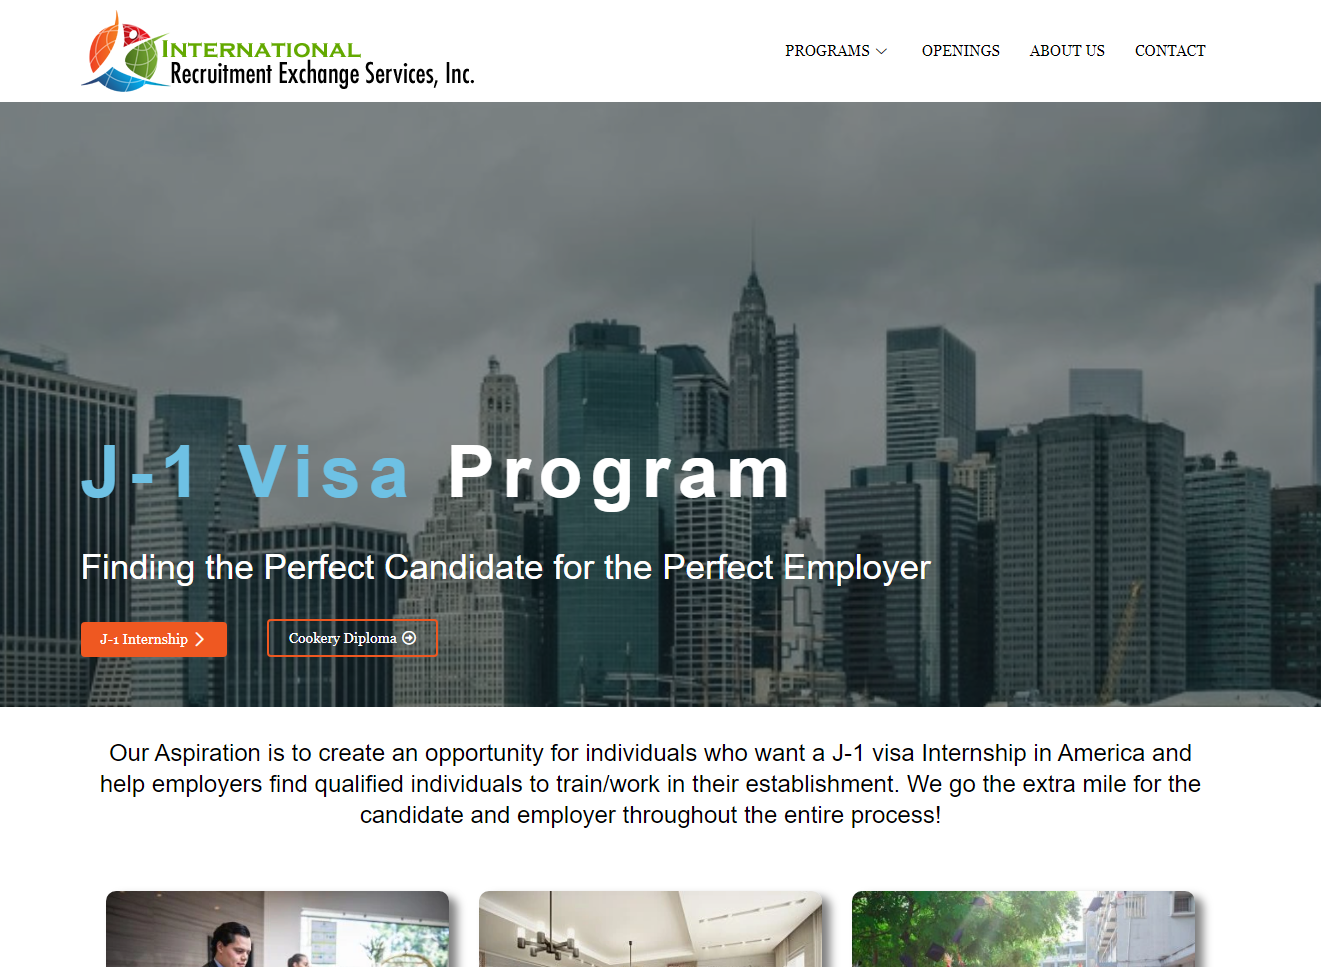 INTERNATIONAL
Recruitment Exchange Services, Inc.
PROGRAMS
OPENINGS
ABOUT US
CONTACT
J-1 Visa Program
Finding the Perfect Candidate for the Perfect Employer
J-1 Internship
Cookery Diploma
Our Aspiration is to create an opportunity for individuals who want a J-1 visa Internship in America and
help employers find qualified individuals to train/work in their establishment. We go the extra mile for the
candidate and employer throughout the entire process!